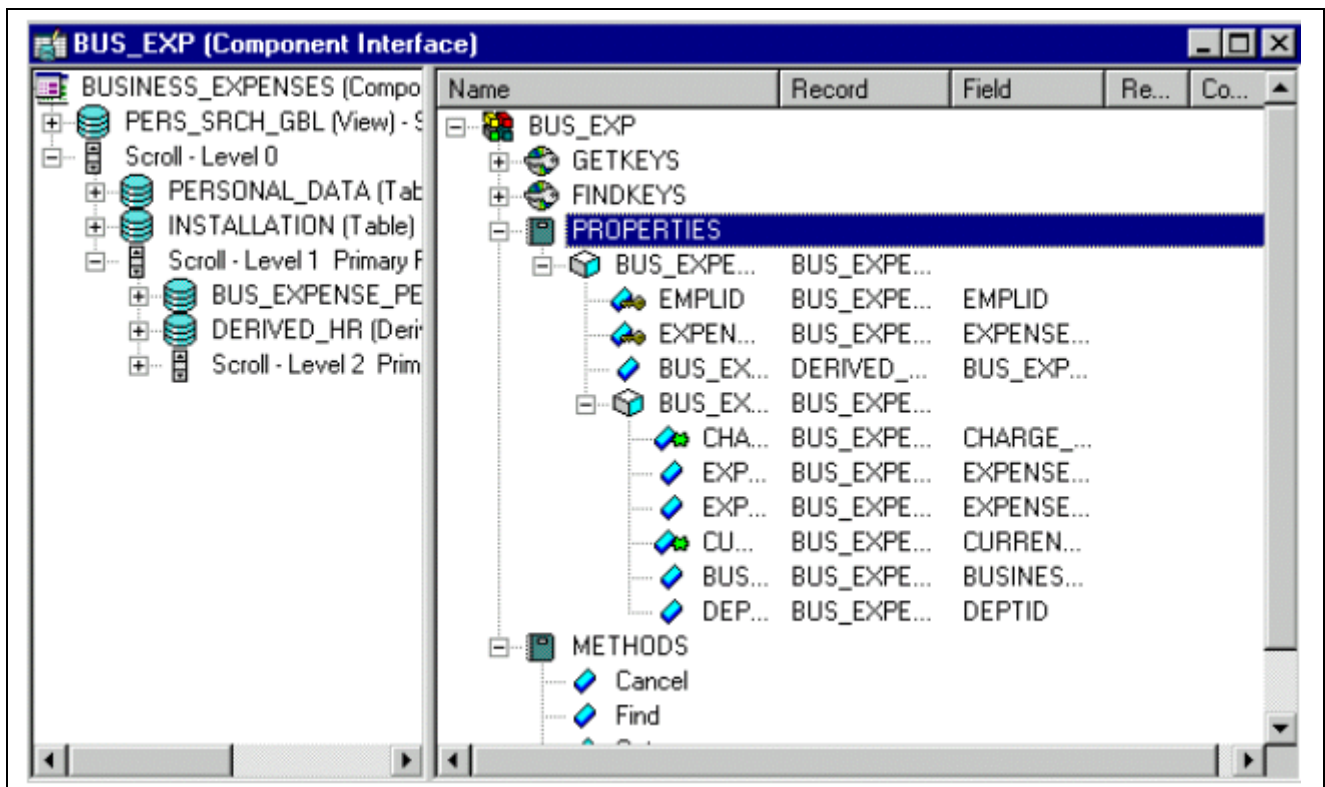 BUS_EXP (Component Interface)
BUSINESS_EXPENSES (Compo
PERS_SRCH_GBL (View) - S
Scroll - Level 0
PERSONAL_DATA (Tab
INSTALLATION (Table)
Scroll - Level 1 Primary F
BUS_EXPENSE_PE
DERIVED_HR (Deri
Scroll - Level 2 Prim
Name Record Field Re... Co...
BUS_EXP
GETKEYS
FINDKEYS
PROPERTIES
BUS_EXPE... BUS_EXPE...
EMPLID BUS_EXPE... EMPLID
EXPEN... BUS_EXPE... EXPENSE...
BUS_EX... DERIVED_... BUS_EXP...
BUS_EX... BUS_EXPE...
CHA... BUS_EXPE... CHARGE_...
EXP... BUS_EXPE... EXPENSE...
EXP... BUS_EXPE... EXPENSE...
CU... BUS_EXPE... CURREN...
BUS... BUS_EXPE... BUSINES...
DEP... BUS_EXPE... DEPTID
METHODS
Cancel
Find